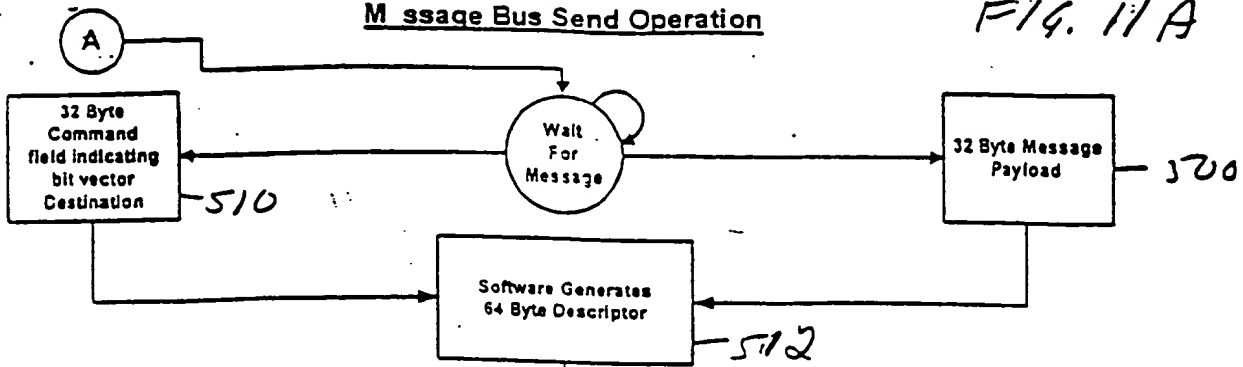 M ssage Bus Send Operation
FIG. 11A
A
32 Byte
Command
field indicating
bit vector
Destination
510
Wait
For
Message
32 Byte Message
Payload
500
Software Generates
64 Byte Descriptor
512